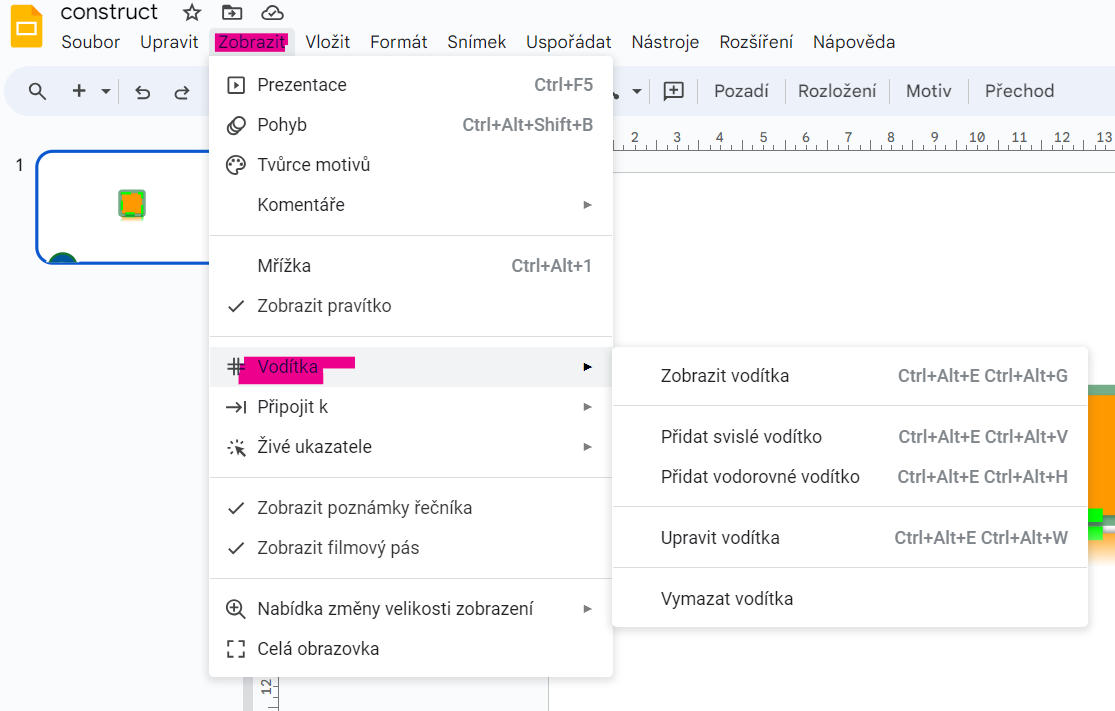 construct
Soubor Upravit Zobrazit Vložit Formát Snímek Uspořádat Nástroje Rozšíření Nápověda
Pozadí Rozložení Motiv Přechod
2 3 4 5 6 7 8 9 10 11 12 13
1
Prezentace Ctrl+F5
Pohyb Ctrl+Alt+Shift+B
Tvůrce motivů
Komentáře
Mřížka Ctrl+Alt+1
Zobrazit pravítko
Vodítka
Připojit k
Živé ukazatele
Zobrazit poznámky řečníka
Zobrazit filmový pás
Nabídka změny velikosti zobrazení
Celá obrazovka
Zobrazit vodítka Ctrl+Alt+E Ctrl+Alt+G
Přidat svislé vodítko Ctrl+Alt+E Ctrl+Alt+V
Přidat vodorovné vodítko Ctrl+Alt+E Ctrl+Alt+H
Upravit vodítka Ctrl+Alt+E Ctrl+Alt+W
Vymazat vodítka
12